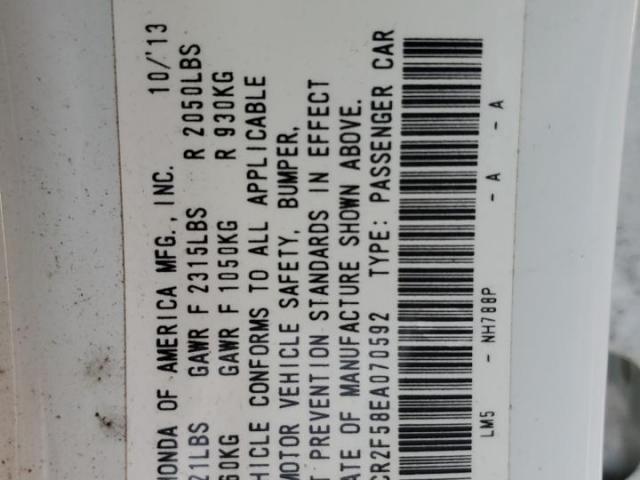 HONDA OF AMERICA MFG., INC. 10/'13
21LBS GAWR F 2315LBS R 2050LBS
60KG GAWR F 1050KG R 930KG
HICLE CONFORMS TO ALL APPLICABLE
MOTOR VEHICLE SAFETY, BUMPER,
T PREVENTION STANDARDS IN EFFECT
ATE OF MANUFACTURE SHOWN ABOVE.
CR2F58EA070592 TYPE: PASSENGER CAR
LM5 - NH788P - A - A